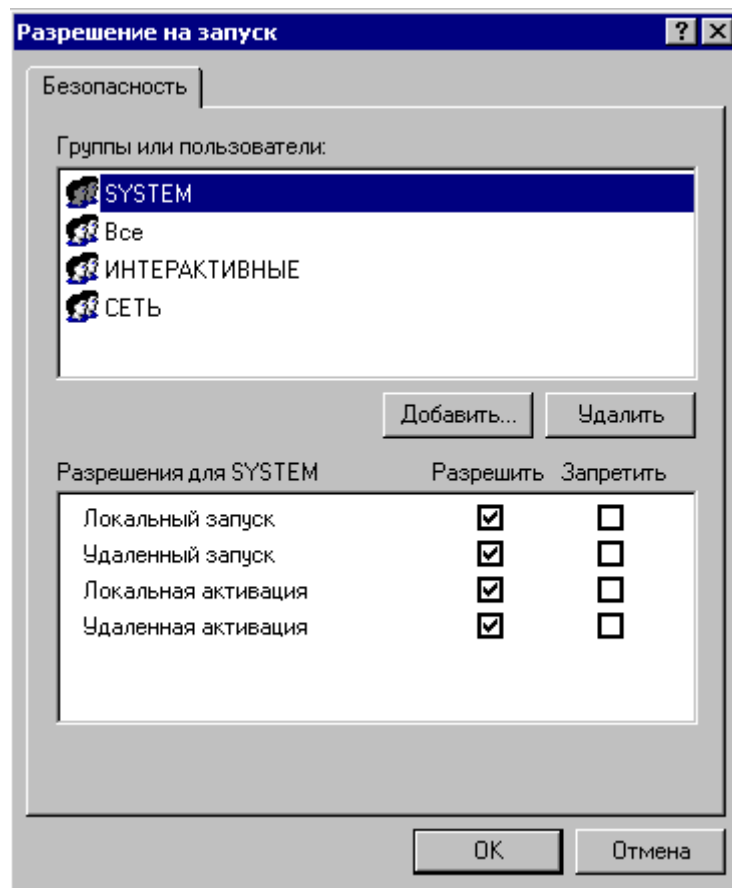 Разрешение на запуск
Безопасность
Группы или пользователи:
SYSTEM
Все
ИНТЕРАКТИВНЫЕ
СЕТЬ
Добавить... Удалить
Разрешения для SYSTEM Разрешить Запретить
Локальный запуск
Удаленный запуск
Локальная активация
Удаленная активация
OK Отмена